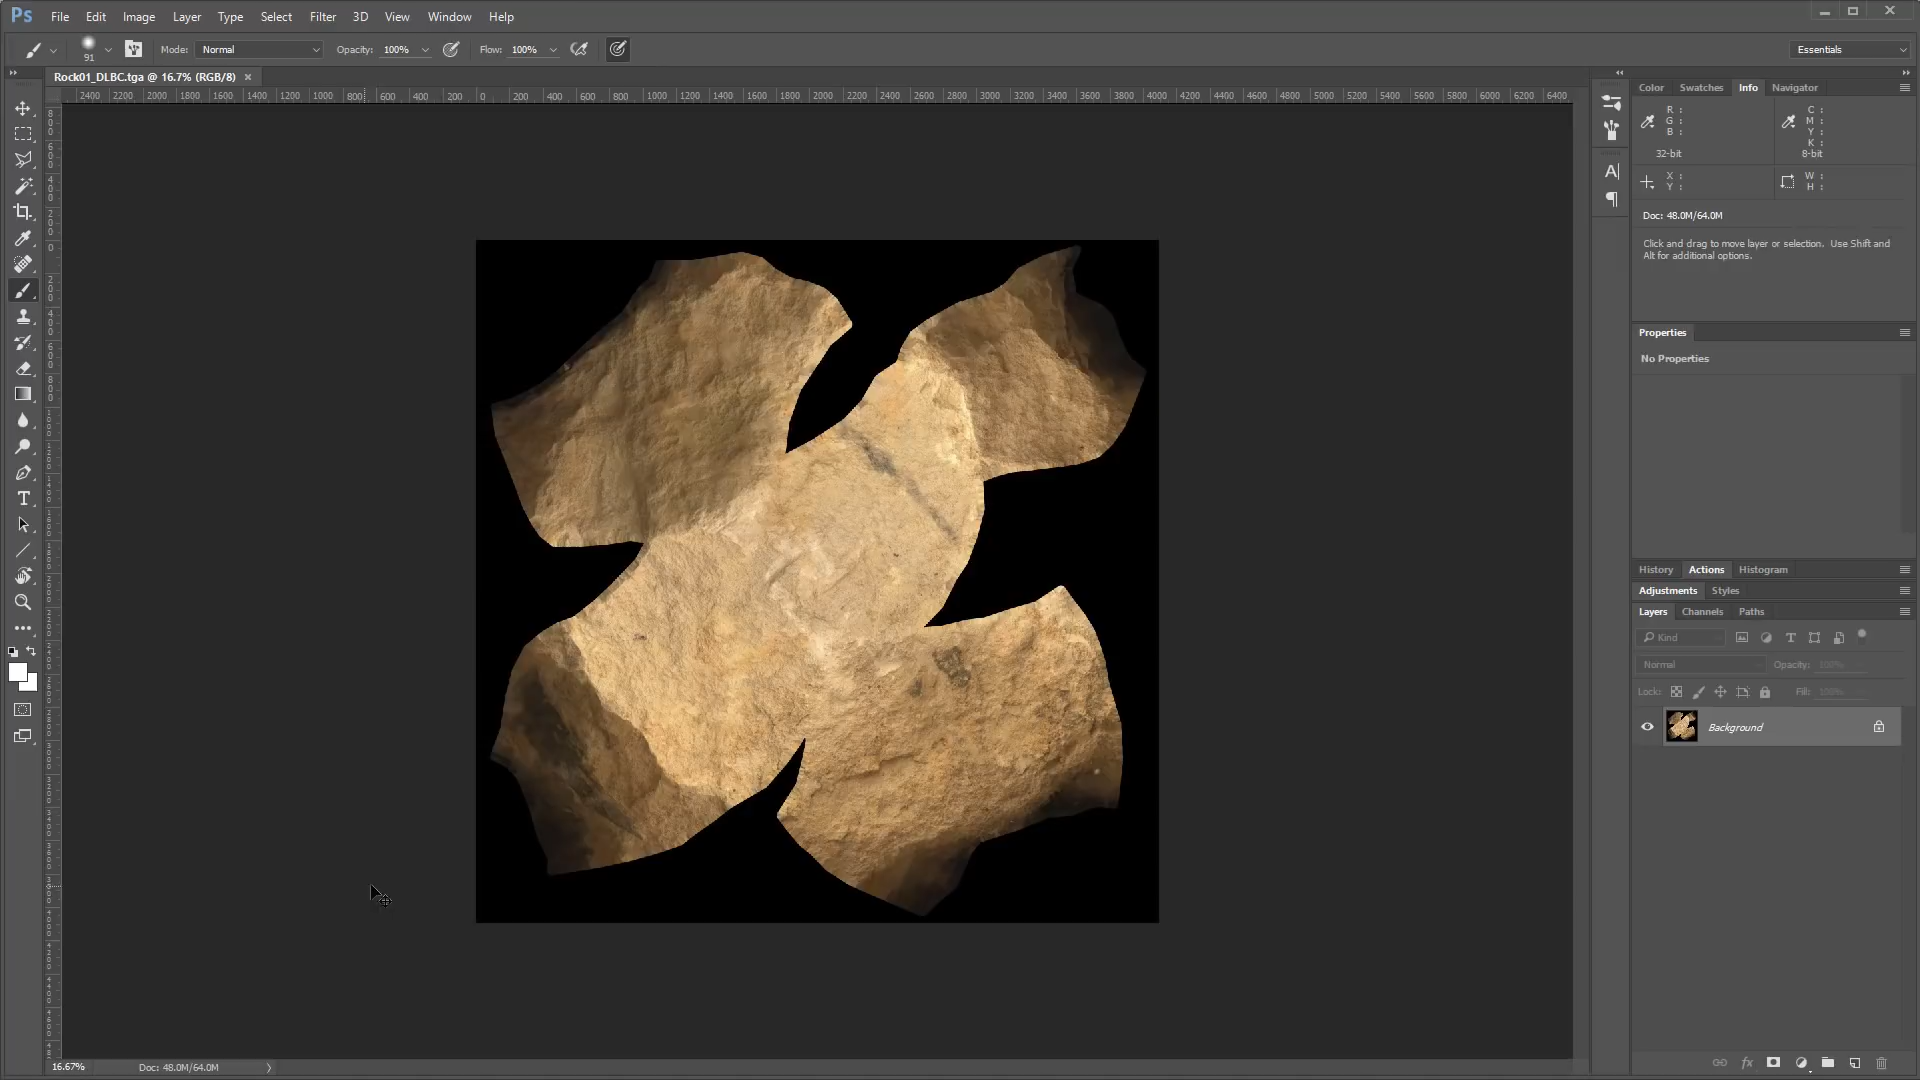 Ps File Edit Image Layer Type Select Filter 3D View Window Help
91 Mode: Normal Opacity: 100% Flow: 100% Essentials
Rock01_DLBC.tga @ 16.7% (RGB/8)
2400 2200 2000 1800 1600 1400 1200 1000 800 600 400 200 0 200 400 600 800 1000 1200 1400 1600 1800 2000 2200 2400 2600 2800 3000 3200 3400 3600 3800 4000 4200 4400 4600 4800 5000 5200 5400 5600 5800 6000 6200 6400
Color Swatches Info Navigator
R : C :
G : M :
B : Y :
K :
32-bit 8-bit
X : W :
Y : H :
Doc: 48.0M/64.0M
Click and drag to move layer or selection. Use Shift and
Alt for additional options.
Properties
No Properties
History Actions Histogram
Adjustments Styles
Layers Channels Paths
Kind
Normal Opacity: 100%
Lock: Fill: 100%
Background
fx
16.67% Doc: 48.0M/64.0M